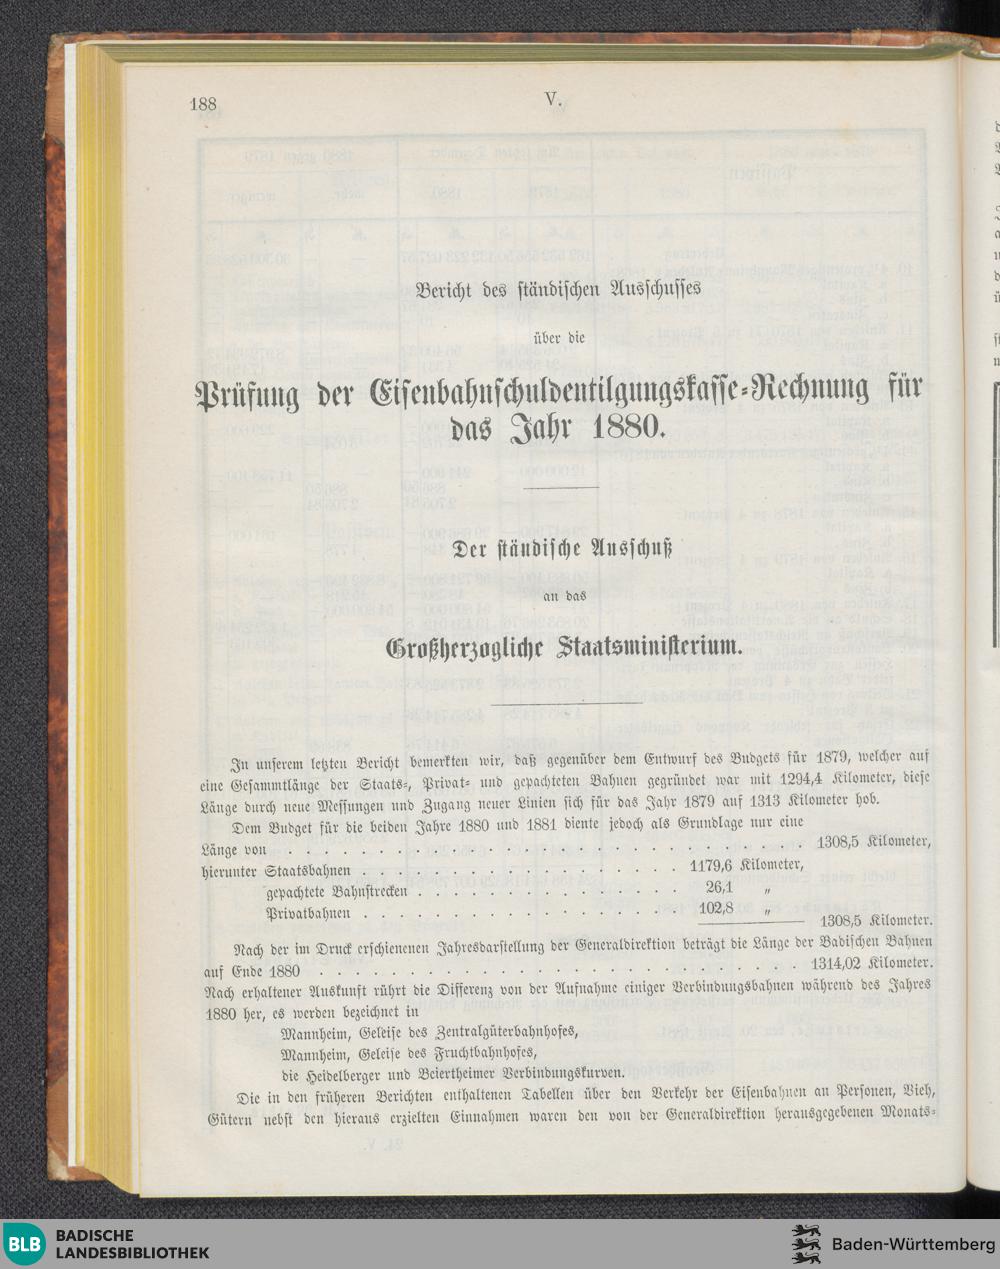 188
V.
Bericht des ständischen Ausschusses
über die
Prüfung der Eisenbahnschuldentilgungskasse-Rechnung für
das Jahr 1880.
Der ständische Ausschuß
an das
Großherzogliche Staatsministerium.
In unserem letzten Bericht bemerkten wir, daß gegenüber dem Entwurf des Budgets für 1879, welcher auf
eine Gesammtlänge der Staats-, Privat- und gepachteten Bahnen gegründet war mit 1294,4 Kilometer, diese
Länge durch neue Messungen und Zugang neuer Linien sich für das Jahr 1879 auf 1313 Kilometer hob.
Dem Budget für die beiden Jahre 1880 und 1881 diente jedoch als Grundlage nur eine
Länge von . . . . . . . . . . . . . . . . . . . . . . . 1308,5 Kilometer,
hierunter Staatsbahnen . . . . . . . . . . . . . . . . . 1179,6 Kilometer,
gepachtete Bahnstrecken . . . . . . . . . . . . . . 26,1 „
Privatbahnen . . . . . . . . . . . . . . . . . 102,8 „
1308,5 Kilometer.
Nach der im Druck erschienenen Jahresdarstellung der Generaldirektion beträgt die Länge der Badischen Bahnen
auf Ende 1880 . . . . . . . . . . . . . . . . . . . . . . 1314,02 Kilometer.
Nach erhaltener Auskunft rührt die Differenz von der Aufnahme einiger Verbindungsbahnen während des Jahres
1880 her, es werden bezeichnet in
Mannheim, Geleise des Zentralgüterbahnhofes,
Mannheim, Geleise des Fruchtbahnhofes,
die Heidelberger und Beiertheimer Verbindungskurven.
Die in den früheren Berichten enthaltenen Tabellen über den Verkehr der Eisenbahnen an Personen, Vieh,
Gütern nebst den hieraus erzielten Einnahmen waren den von der Generaldirektion herausgegebenen Monats-
BLB
BADISCHE
LANDESBIBLIOTHEK
Baden-Württemberg